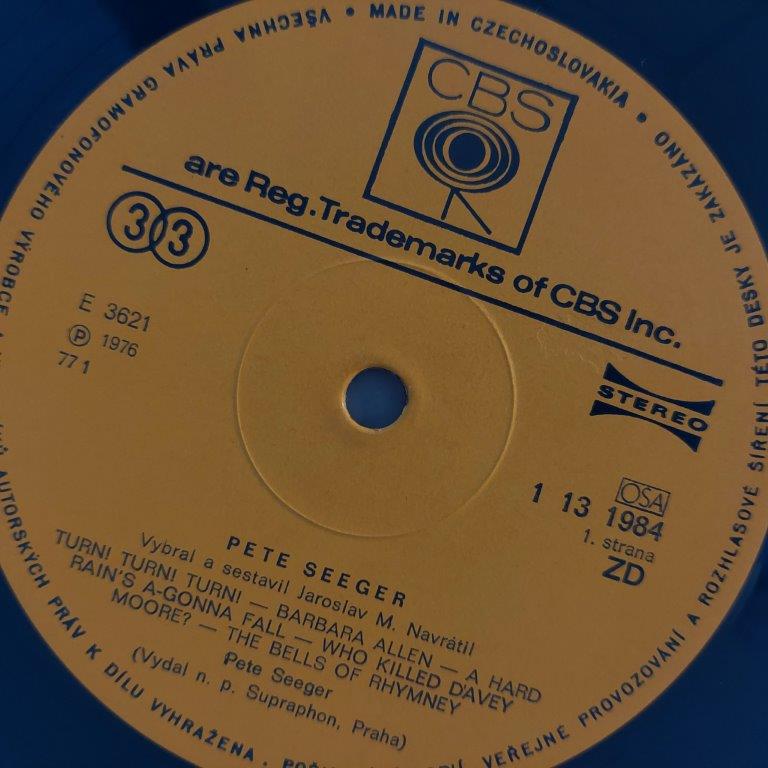 MADE IN CZECHOSLOVAKIA • VŠECHNA PRÁVA GRAMOFONOVÉHO VÝROBCE A
AUTORSKÝCH PRÁV K DÍLU VYHRAŽENA •
VEŘEJNÉ PROVOZOVÁNÍ A ROZHLASOVÉ ŠÍŘENÍ TÉTO DESKY JE ZAKÁZÁNO •
CBS
are Reg.Trademarks of CBS Inc.
33
E 3621
Ⓟ 1976
77 1
STEREO
OSA
1 13 1984
1. strana
ZD
PETE SEEGER
Vybral a sestavil Jaroslav M. Navrátil
TURN! TURN! TURN! — BARBARA ALLEN — A HARD
RAIN'S A-GONNA FALL — WHO KILLED DAVEY
MOORE? — THE BELLS OF RHYMNEY
Pete Seeger
(Vydal n. p. Supraphon, Praha)